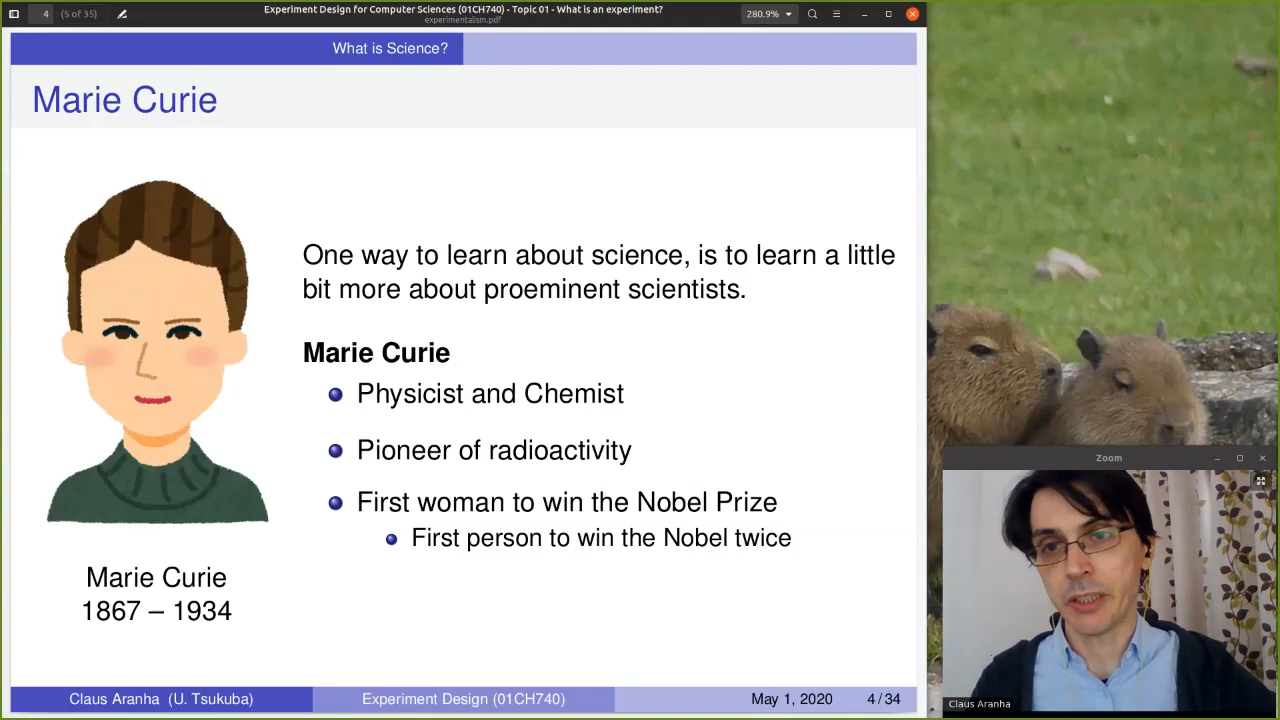 4 (5 of 35)
Experiment Design for Computer Sciences (01CH740) - Topic 01 - What is an experiment?
experimentalism.pdf
280.9%
What is Science?
Marie Curie
One way to learn about science, is to learn a little
bit more about proeminent scientists.
Marie Curie
Physicist and Chemist
Pioneer of radioactivity
First woman to win the Nobel Prize
First person to win the Nobel twice
Marie Curie
1867 – 1934
Claus Aranha (U. Tsukuba)
Experiment Design (01CH740)
May 1, 2020
4 / 34
Zoom
Claus Aranha